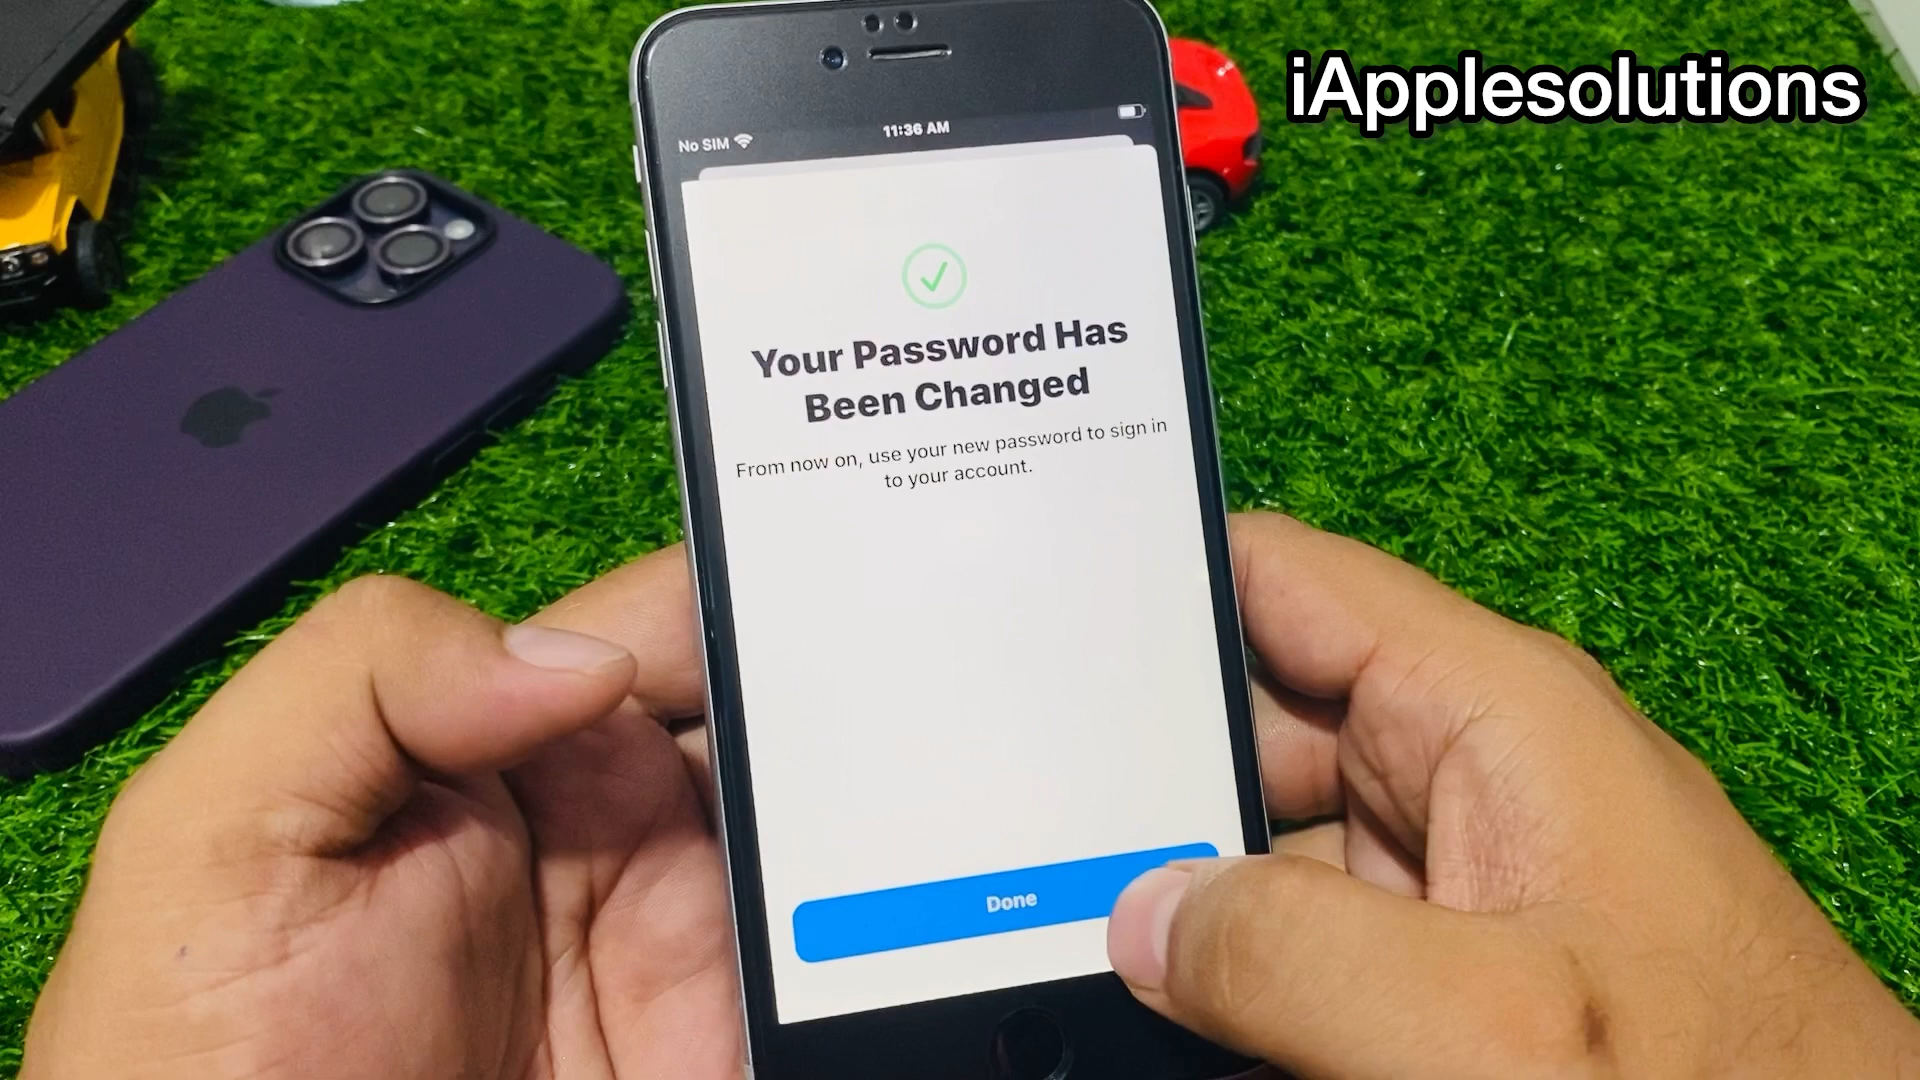 iApplesolutions
No SIM
11:36 AM
Your Password Has
Been Changed
From now on, use your new password to sign in
to your account.
Done